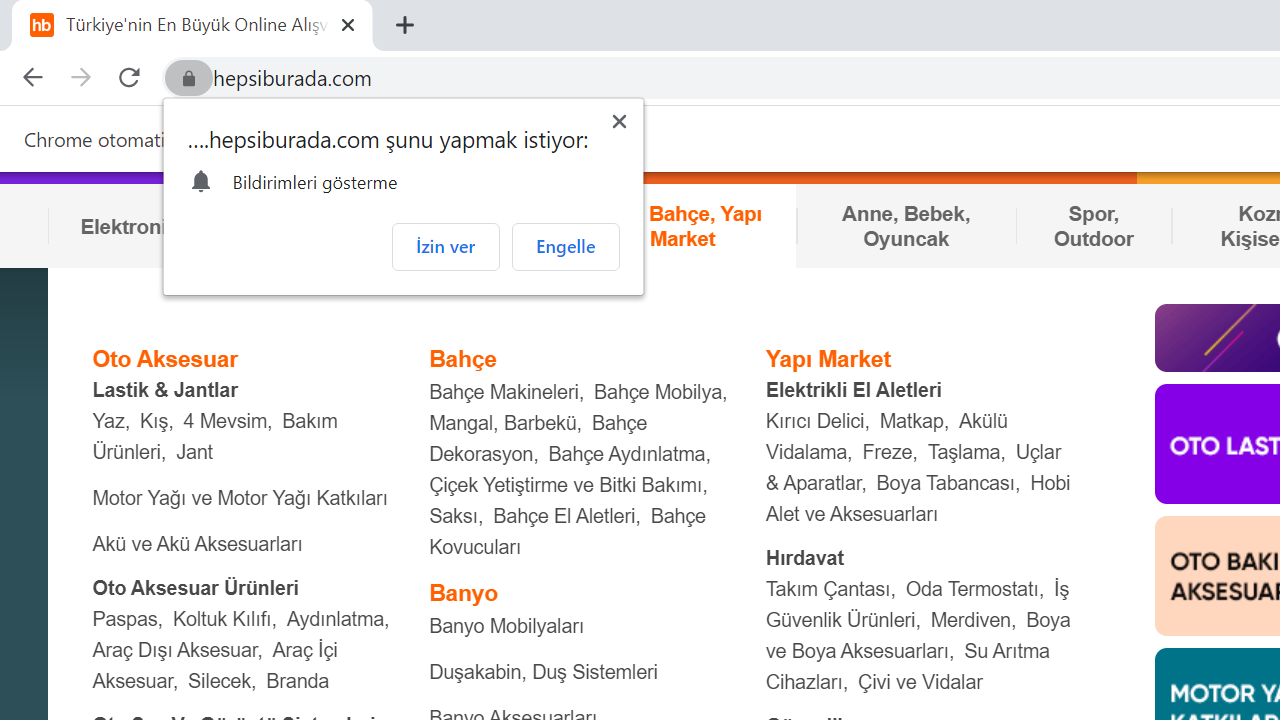 hb Türkiye'nin En Büyük Online Alışv
hepsiburada.com
Chrome otomati
....hepsiburada.com şunu yapmak istiyor:
Bildirimleri gösterme
İzin ver
Engelle
Elektroni
Bahçe, Yapı
Market
Anne, Bebek,
Oyuncak
Spor,
Outdoor
Oto Aksesuar
Lastik & Jantlar
Yaz, Kış, 4 Mevsim, Bakım
Ürünleri, Jant
Motor Yağı ve Motor Yağı Katkıları
Akü ve Akü Aksesuarları
Oto Aksesuar Ürünleri
Paspas, Koltuk Kılıfı, Aydınlatma,
Araç Dışı Aksesuar, Araç İçi
Aksesuar, Silecek, Branda
Bahçe
Bahçe Makineleri, Bahçe Mobilya,
Mangal, Barbekü, Bahçe
Dekorasyon, Bahçe Aydınlatma,
Çiçek Yetiştirme ve Bitki Bakımı,
Saksı, Bahçe El Aletleri, Bahçe
Kovucuları
Banyo
Banyo Mobilyaları
Duşakabin, Duş Sistemleri
Banyo Aksesuarları
Yapı Market
Elektrikli El Aletleri
Kırıcı Delici, Matkap, Akülü
Vidalama, Freze, Taşlama, Uçlar
& Aparatlar, Boya Tabancası, Hobi
Alet ve Aksesuarları
Hırdavat
Takım Çantası, Oda Termostatı, İş
Güvenlik Ürünleri, Merdiven, Boya
ve Boya Aksesuarları, Su Arıtma
Cihazları, Çivi ve Vidalar
OTO LAST
OTO BAKI
AKSESUAR
MOTOR YA